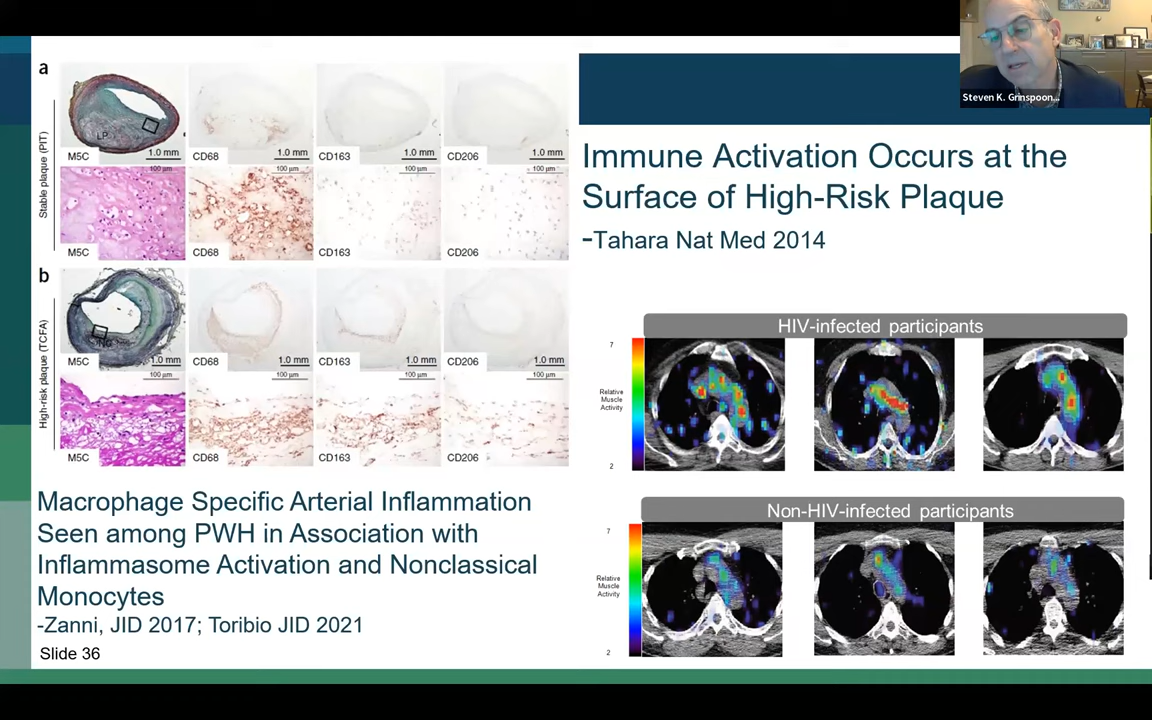 Steven K. Grinspoon...
a
Stable plaque (PIT)
LP
M5C
1.0 mm
CD68
1.0 mm
CD163
1.0 mm
CD206
1.0 mm
100 µm
100 µm
100 µm
M5C
CD68
CD163
CD206
b
High-risk plaque (TCFA)
M5C
1.0 mm
CD68
1.0 mm
CD163
1.0 mm
CD206
1.0 mm
100 µm
100 µm
100 µm
100 µm
M5C
CD68
CD163
CD206
Macrophage Specific Arterial Inflammation
Seen among PWH in Association with
Inflammasome Activation and Nonclassical
Monocytes
-Zanni, JID 2017; Toribio JID 2021
Slide 36
Immune Activation Occurs at the
Surface of High-Risk Plaque
-Tahara Nat Med 2014
HIV-infected participants
7
Relative
Muscle
Activity
2
Non-HIV-infected participants
7
Relative
Muscle
Activity
2